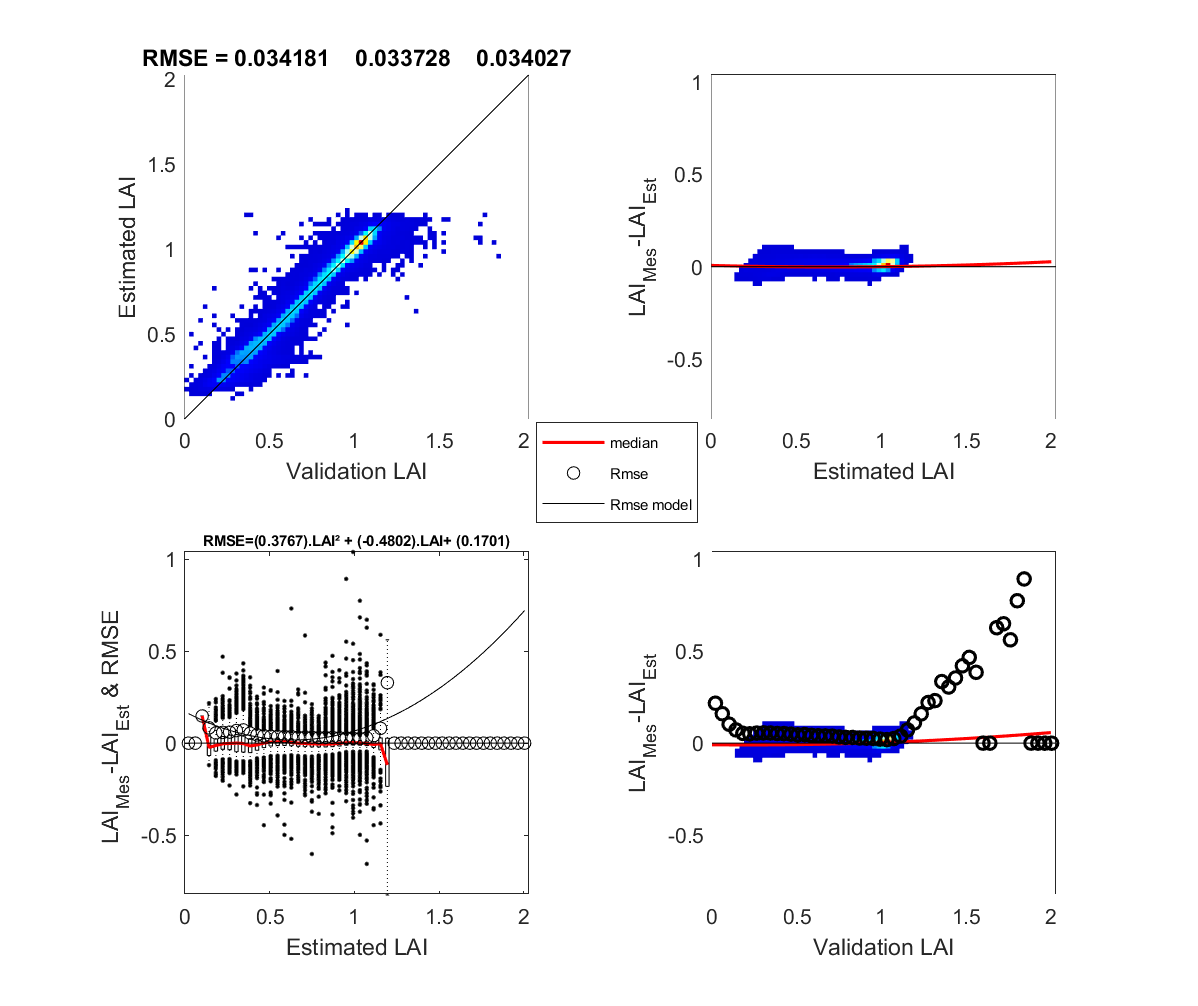 RMSE = 0.034181 0.033728 0.034027
2
1.5
1
0.5
0
Estimated LAI
0 0.5 1 1.5 2
Validation LAI
1
0.5
0
-0.5
LAI_Mes-LAI_Est
0 0.5 1 1.5 2
Estimated LAI
median
Rmse
Rmse model
RMSE=(0.3767).LAI² + (-0.4802).LAI+ (0.1701)
1
0.5
0
-0.5
LAI_Mes-LAI_Est & RMSE
0 0.5 1 1.5 2
Estimated LAI
1
0.5
0
-0.5
LAI_Mes-LAI_Est
0 0.5 1 1.5 2
Validation LAI